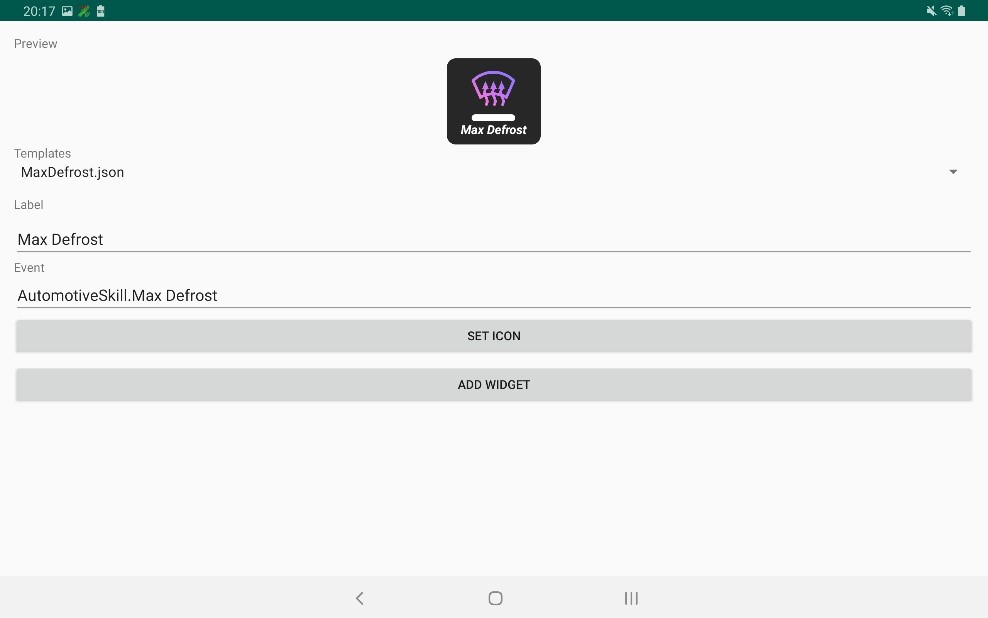 20:17
Preview
Max Defrost
Templates
MaxDefrost.json
Label
Max Defrost
Event
AutomotiveSkill.Max Defrost
SET ICON
ADD WIDGET